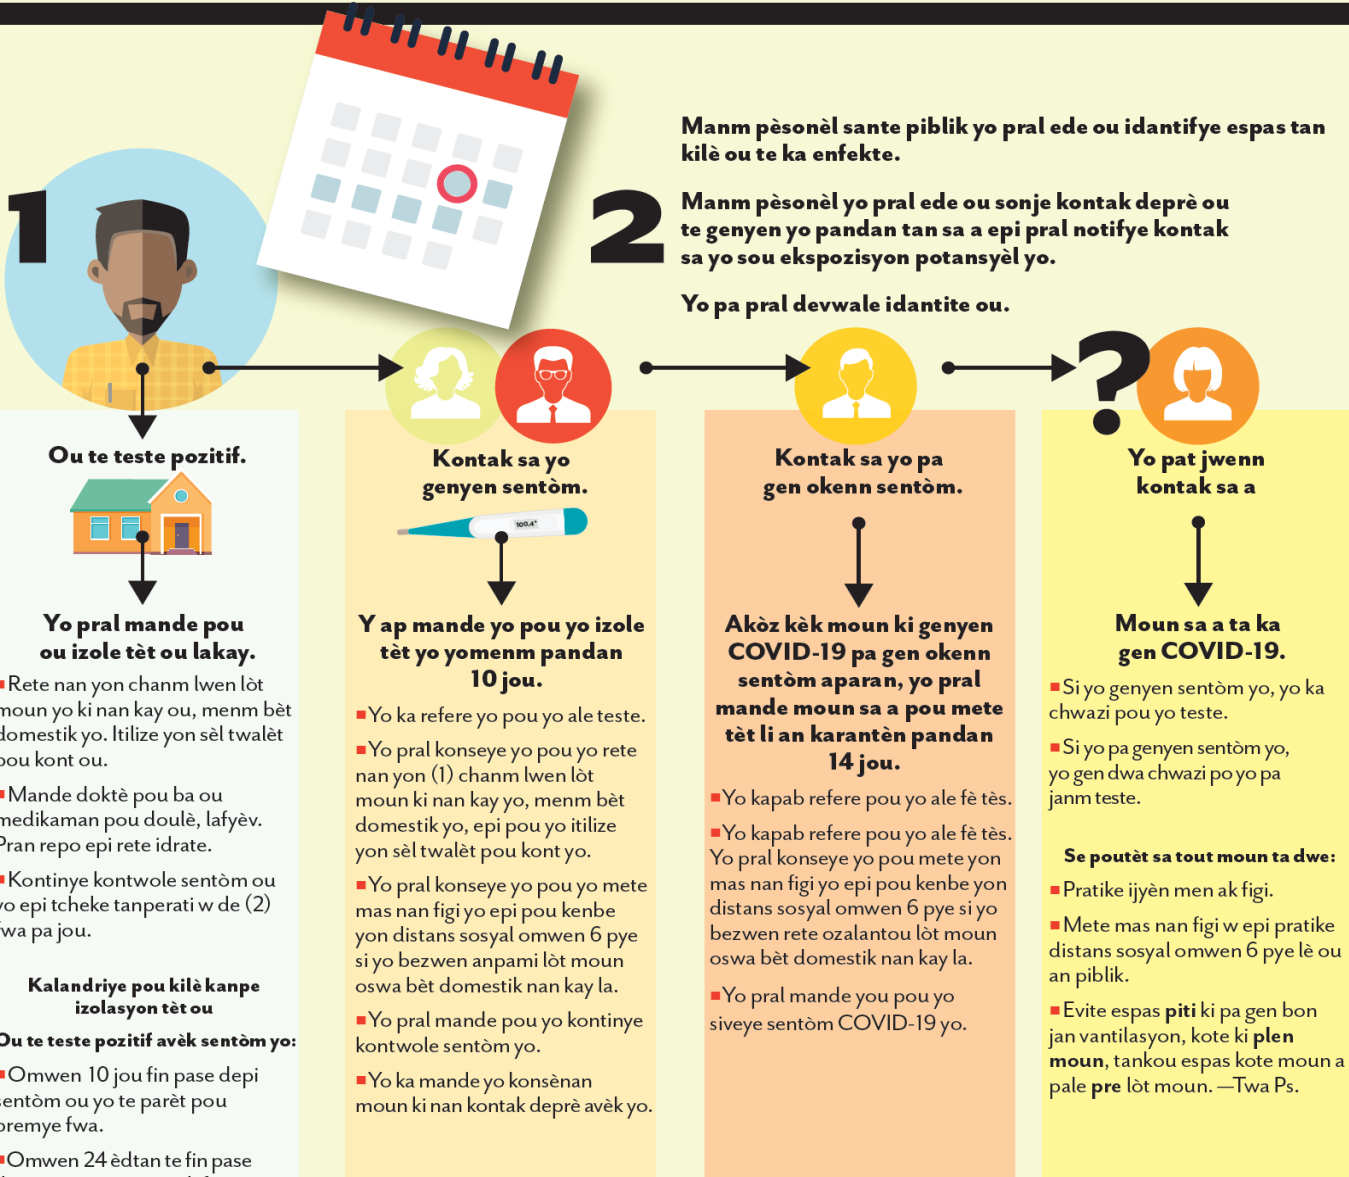 1
2
Manm pèsonèl sante piblik yo pral ede ou idantifye espas tan
kilè ou te ka enfekte.
Manm pèsonèl yo pral ede ou sonje kontak deprè ou
te genyen yo pandan tan sa a epi pral notifye kontak
sa yo sou ekspozisyon potansyèl yo.
Yo pa pral devwale idantite ou.
Ou te teste pozitif.
Yo pral mande pou
ou izole tèt ou lakay.
Rete nan yon chanm lwen lòt
moun yo ki nan kay ou, menm bèt
domestik yo. Itilize yon sèl twalèt
pou kont ou.
Mande doktè pou ba ou
medikaman pou doulè, lafyèv.
Pran repo epi rete idrate.
Kontinye kontwole sentòm ou
yo epi tcheke tanperati w de (2)
fwa pa jou.
Kalandriye pou kilè kanpe
izolasyon tèt ou
Ou te teste pozitif avèk sentòm yo:
Omwen 10 jou fin pase depi
sentòm ou yo te parèt pou
premye fwa.
Omwen 24 èdtan te fin pase
Kontak sa yo
genyen sentòm.
100.4°
Y ap mande yo pou yo izole
tèt yo yomenm pandan
10 jou.
Yo ka refere yo pou yo ale teste.
Yo pral konseye yo pou yo rete
nan yon (1) chanm lwen lòt
moun ki nan kay yo, menm bèt
domestik yo, epi pou yo itilize
yon sèl twalèt pou kont yo.
Yo pral konseye yo pou yo mete
mas nan figi yo epi pou kenbe
yon distans sosyal omwen 6 pye
si yo bezwen anpami lòt moun
oswa bèt domestik nan kay la.
Yo pral mande pou yo kontinye
kontwole sentòm yo.
Yo ka mande yo konsènan
moun ki nan kontak deprè avèk yo.
Kontak sa yo pa
gen okenn sentòm.
Akòz kèk moun ki genyen
COVID-19 pa gen okenn
sentòm aparan, yo pral
mande moun sa a pou mete
tèt li an karantèn pandan
14 jou.
Yo kapab refere pou yo ale fè tès.
Yo kapab refere pou yo ale fè tès.
Yo pral konseye yo pou mete yon
mas nan figi yo epi pou kenbe yon
distans sosyal omwen 6 pye si yo
bezwen rete ozalantou lòt moun
oswa bèt domestik nan kay la.
Yo pral mande you pou yo
siveye sentòm COVID-19 yo.
?
Yo pat jwenn
kontak sa a
Moun sa a ta ka
gen COVID-19.
Si yo genyen sentòm yo, yo ka
chwazi pou yo teste.
Si yo pa genyen sentòm yo,
yo gen dwa chwazi po yo pa
janm teste.
Se poutèt sa tout moun ta dwe:
Pratike ijyèn men ak figi.
Mete mas nan figi w epi pratike
distans sosyal omwen 6 pye lè ou
an piblik.
Evite espas piti ki pa gen bon
jan vantilasyon, kote ki plen
moun, tankou espas kote moun a
pale pre lòt moun. —Twa Ps.